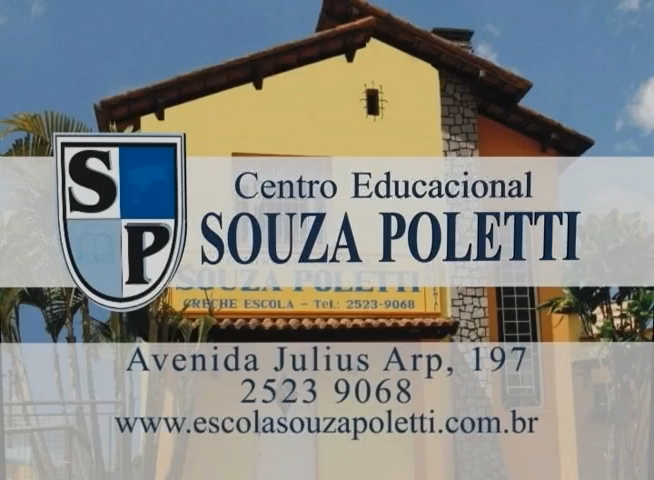 S
P
Centro Educacional
SOUZA POLETTI
SOUZA POLETTI
CRECHE ESCOLA - Tel.: 2523-9068
Avenida Julius Arp, 197
2523 9068
www.escolasouzapoletti.com.br